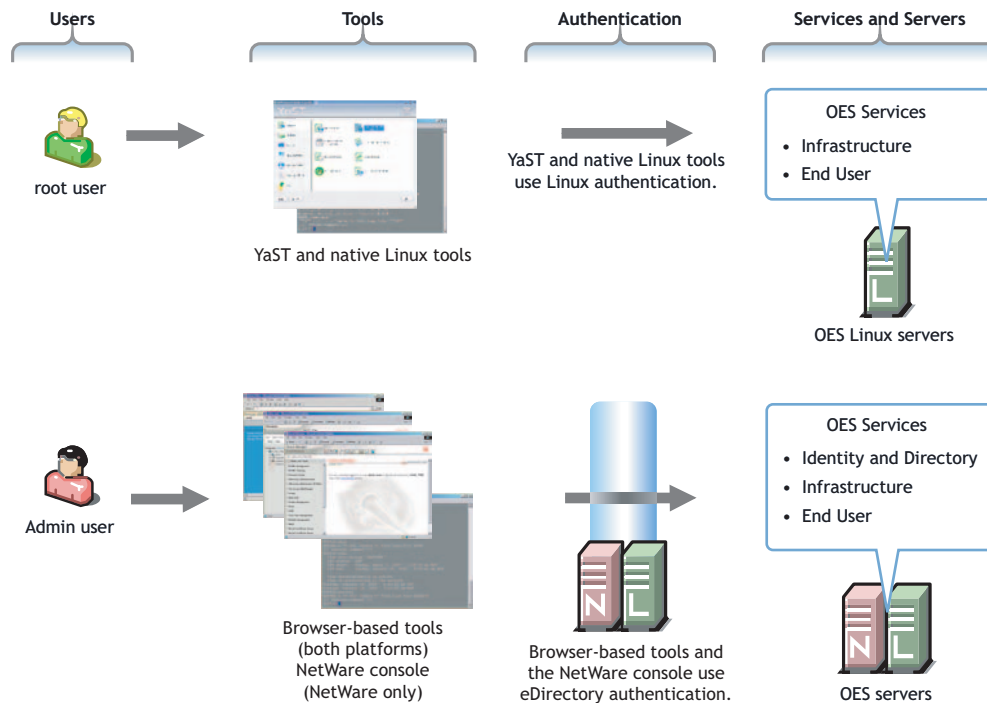 Users
Tools
Authentication
Services and Servers
root user
YaST and native Linux tools
YaST and native Linux tools
use Linux authentication.
OES Services
• Infrastructure
• End User
L
OES Linux servers
Admin user
Browser-based tools
(both platforms)
NetWare console
(NetWare only)
N
L
Browser-based tools and
the NetWare console use
eDirectory authentication.
OES Services
• Identity and Directory
• Infrastructure
• End User
N
L
OES servers